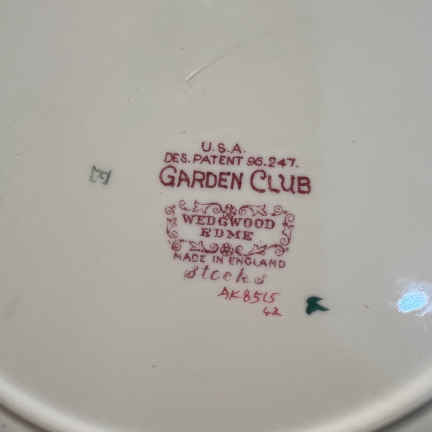 U.S.A.
DES. PATENT 96.247.
GARDEN CLUB
WEDGWOOD
EDME
MADE IN ENGLAND
Stocks
AK8515
42